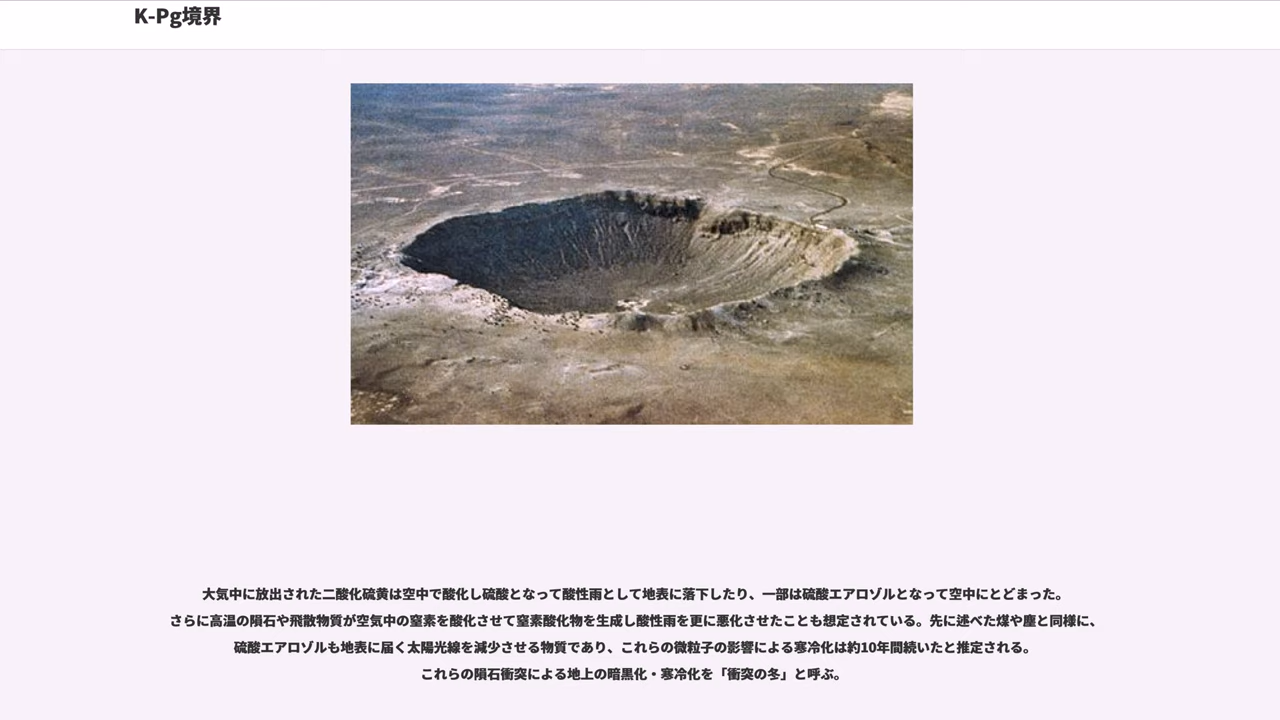 K-Pg境界
大気中に放出された二酸化硫黄は空中で酸化し硫酸となって酸性雨として地表に落下したり、一部は硫酸エアロゾルとなって空中にとどまった。
さらに高温の隕石や飛散物質が空気中の窒素を酸化させて窒素酸化物を生成し酸性雨を更に悪化させたことも想定されている。先に述べた煤や塵と同様に、
硫酸エアロゾルも地表に届く太陽光線を減少させる物質であり、これらの微粒子の影響による寒冷化は約10年間続いたと推定される。
これらの隕石衝突による地上の暗黒化・寒冷化を「衝突の冬」と呼ぶ。